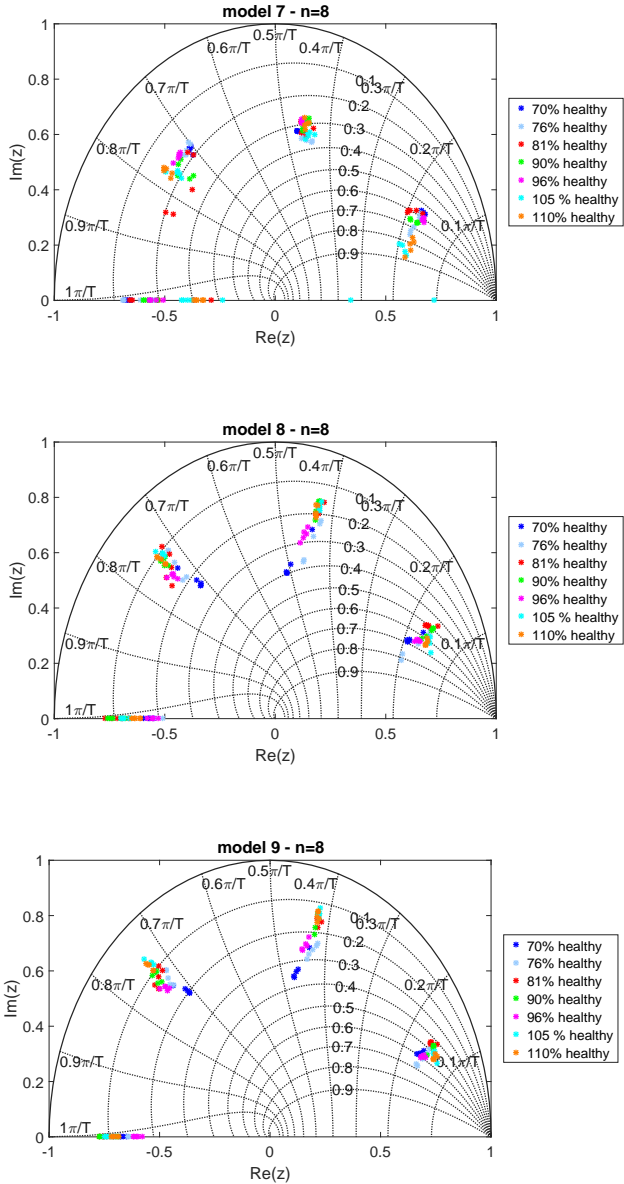 model 7 - n=8
0.5π/T
0.6π/T
0.4π/T
0.7π/T
0.3π/T
0.8π/T
0.2π/T
0.9π/T
0.1π/T
1π/T
0.1
0.2
0.3
0.4
0.5
0.6
0.7
0.8
0.9
1
0.8
0.6
0.4
0.2
0
Im(z)
-1
-0.5
0
0.5
1
Re(z)
70% healthy
76% healthy
81% healthy
90% healthy
96% healthy
105 % healthy
110% healthy
model 8 - n=8
0.5π/T
0.6π/T
0.4π/T
0.7π/T
0.3π/T
0.8π/T
0.2π/T
0.9π/T
0.1π/T
1π/T
0.1
0.2
0.3
0.4
0.5
0.6
0.7
0.8
0.9
1
0.8
0.6
0.4
0.2
0
Im(z)
-1
-0.5
0
0.5
1
Re(z)
70% healthy
76% healthy
81% healthy
90% healthy
96% healthy
105 % healthy
110% healthy
model 9 - n=8
0.5π/T
0.6π/T
0.4π/T
0.7π/T
0.3π/T
0.8π/T
0.2π/T
0.9π/T
0.1π/T
1π/T
0.1
0.2
0.3
0.4
0.5
0.6
0.7
0.8
0.9
1
0.8
0.6
0.4
0.2
0
Im(z)
-1
-0.5
0
0.5
1
Re(z)
70% healthy
76% healthy
81% healthy
90% healthy
96% healthy
105 % healthy
110% healthy